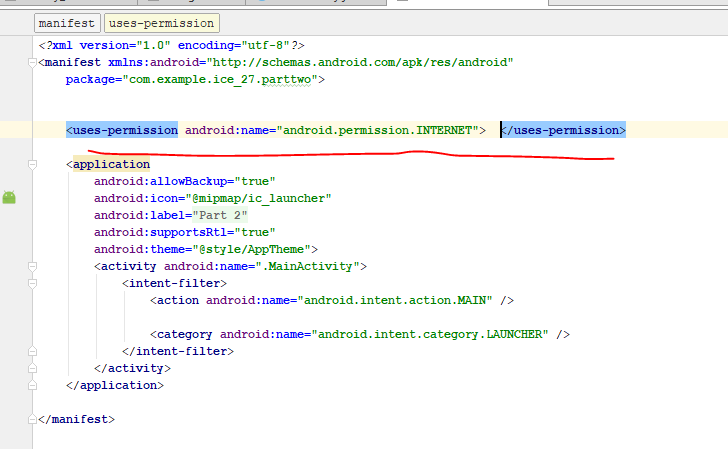 manifest uses-permission
<?xml version="1.0" encoding="utf-8"?>
<manifest xmlns:android="http://schemas.android.com/apk/res/android"
package="com.example.ice_27.parttwo">
<uses-permission android:name="android.permission.INTERNET"> </uses-permission>
<application
android:allowBackup="true"
android:icon="@mipmap/ic_launcher"
android:label="Part 2"
android:supportsRtl="true"
android:theme="@style/AppTheme">
<activity android:name=".MainActivity">
<intent-filter>
<action android:name="android.intent.action.MAIN" />
<category android:name="android.intent.category.LAUNCHER" />
</intent-filter>
</activity>
</application>
</manifest>